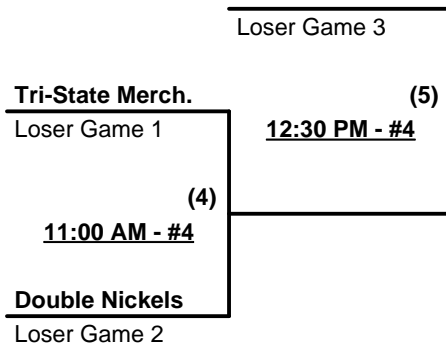 Loser Game 3
Tri-State Merch.
(5)
Loser Game 1
12:30 PM - #4
(4)
11:00 AM - #4
Double Nickels
Loser Game 2